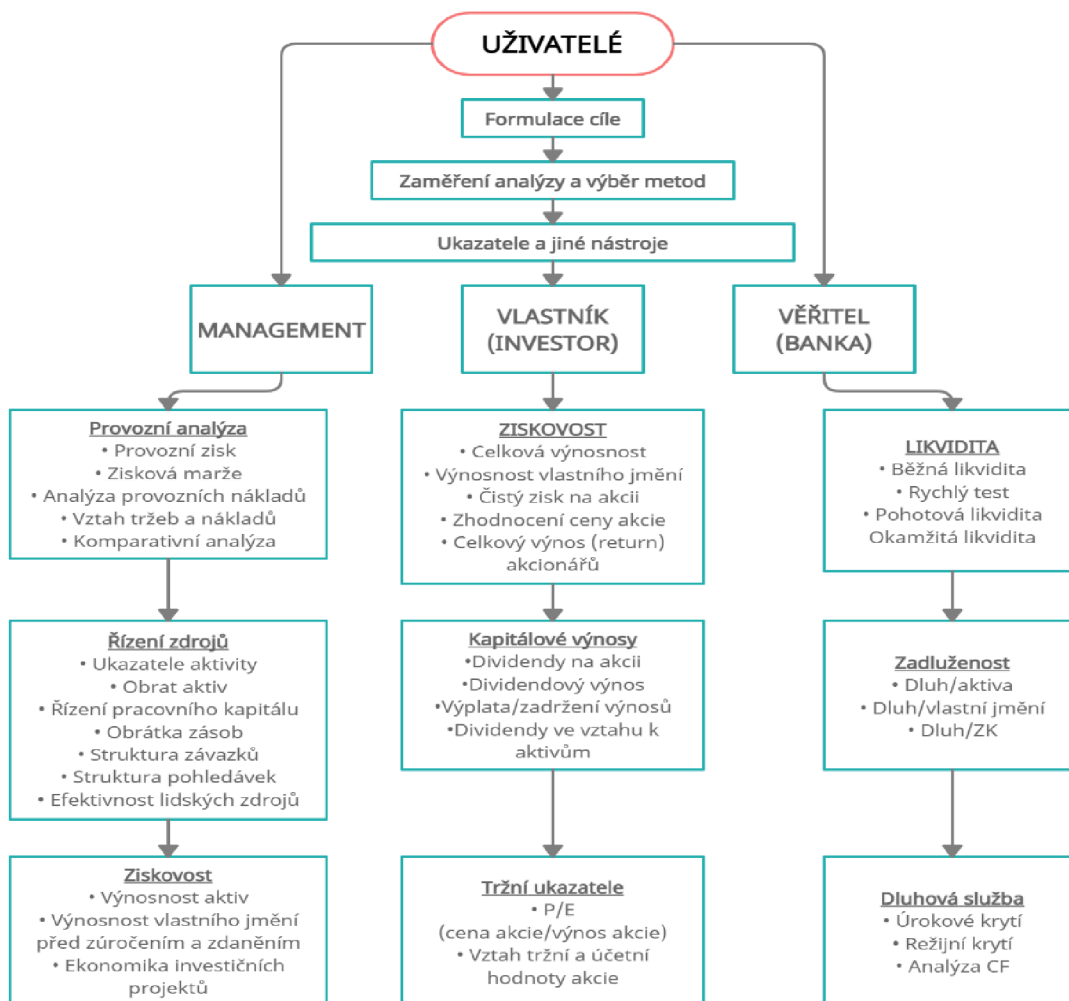 UŽIVATELÉ
Formulace cíle
Zaměření analýzy a výběr metod
Ukazatele a jiné nástroje
MANAGEMENT
VLASTNÍK
(INVESTOR)
VĚŘITEL
(BANKA)
Provozní analýza
• Provozní zisk
• Zisková marže
• Analýza provozních nákladů
• Vztah tržeb a nákladů
• Komparativní analýza
ZISKOVOST
• Celková výnosnost
• Výnosnost vlastního jmění
• Čistý zisk na akcii
• Zhodnocení ceny akcie
• Celkový výnos (return)
akcionářů
LIKVIDITA
• Běžná likvidita
• Rychlý test
• Pohotová likvidita
Okamžitá likvidita
Řízení zdrojů
• Ukazatele aktivity
• Obrat aktiv
• Řízení pracovního kapitálu
• Obrátka zásob
• Struktura závazků
• Struktura pohledávek
• Efektivnost lidských zdrojů
Kapitálové výnosy
•Dividendy na akcii
•Dividendový výnos
•Výplata/zadržení výnosů
•Dividendy ve vztahu k
aktivům
Zadluženost
• Dluh/aktiva
• Dluh/vlastní jmění
• Dluh/ZK
Ziskovost
• Výnosnost aktiv
• Výnosnost vlastního jmění
před zúročením a zdaněním
• Ekonomika investičních
projektů
Tržní ukazatele
• P/E
(cena akcie/výnos akcie)
• Vztah tržní a účetní
hodnoty akcie
Dluhová služba
• Úrokové krytí
• Režijní krytí
• Analýza CF